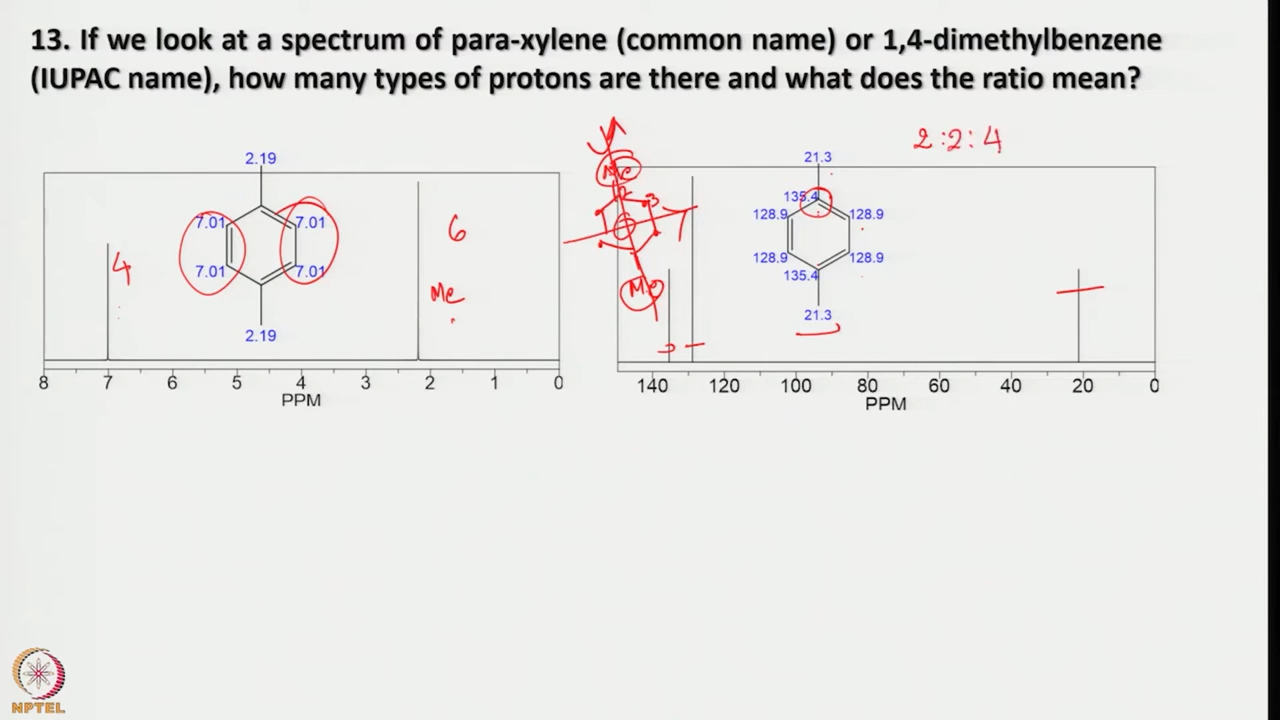 13. If we look at a spectrum of para-xylene (common name) or 1,4-dimethylbenzene
(IUPAC name), how many types of protons are there and what does the ratio mean?
2.19
7.01 7.01
7.01 7.01
2.19
4
6
Me
8 7 6 5 4 3 2 1 0
PPM
2:2:4
Me
2
3
Me
21.3
135.4
128.9 128.9
128.9 128.9
135.4
21.3
140 120 100 80 60 40 20 0
PPM
NPTEL